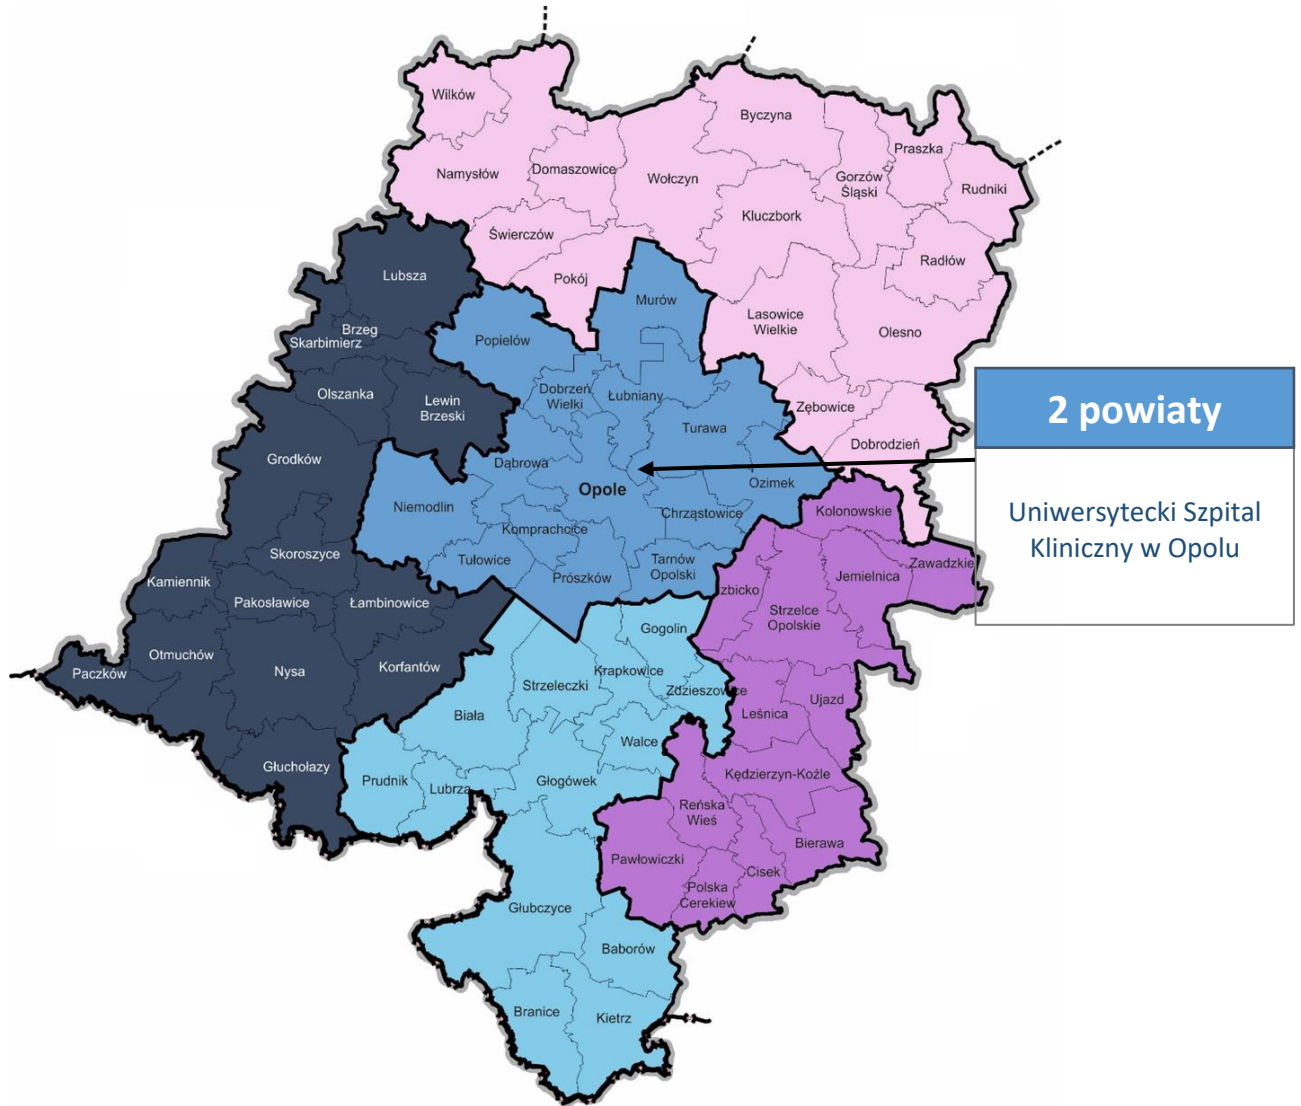 Wilków
Byczyna
Praszka
Namysłów
Domaszowice
Wołczyn
Gorzów
Śląski
Rudniki
Kluczbork
Świerczów
Radłów
Lubsza
Pokój
Murów
Lasowice
Wielkie
Olesno
Brzeg
Skarbimierz
Popielów
Olszanka
Lewin
Brzeski
Dobrzeń
Wielki
Łubniany
Turawa
Zębowice
Dobrodzień
2 powiaty
Grodków
Dąbrowa
Opole
Ozimek
Niemodlin
Komprachcice
Chrząstowice
Kolonowskie
Uniwersytecki Szpital
Kliniczny w Opolu
Skoroszyce
Tułowice
Prószków
Tarnów
Opolski
Zawadzkie
Jemielnica
Kamiennik
Pakosławice
Łambinowice
zbicko
Strzelce
Opolskie
Gogolin
Otmuchów
Paczków
Nysa
Korfantów
Strzeleczki
Krapkowice
Zdzieszowice
Ujazd
Leśnica
Biała
Walce
Głuchołazy
Prudnik
Lubrza
Głogówek
Kędzierzyn-Koźle
Reńska
Wieś
Bierawa
Pawłowiczki
Cisek
Polska
Cerekiew
Głubczyce
Baborów
Branice
Kietrz